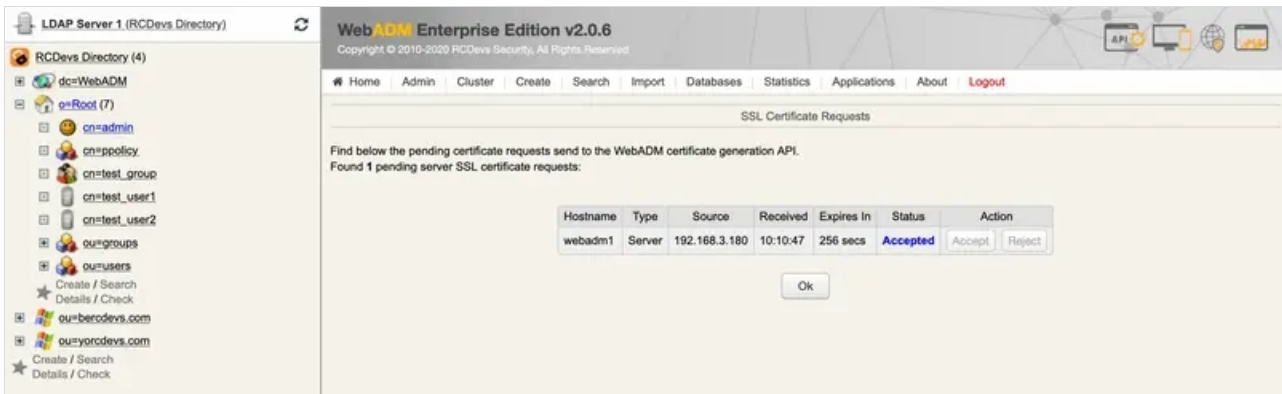 LDAP Server 1 (RCDevs Directory)
RCDevs Directory (4)
dc=WebADM
o=Root (7)
cn=admin
cn=ppolicy
cn=test_group
cn=test_user1
cn=test_user2
ou=groups
ou=users
Create / Search
Details / Check
ou=bercdevs.com
ou=yorcdevs.com
Create / Search
Details / Check
WebADM Enterprise Edition v2.0.6
Copyright © 2010-2020 RCDevs Security, All Rights Reserved
API
Home Admin Cluster Create Search Import Databases Statistics Applications About Logout
SSL Certificate Requests
Find below the pending certificate requests send to the WebADM certificate generation API.
Found 1 pending server SSL certificate requests:
Hostname Type Source Received Expires In Status Action
webadm1 Server 192.168.3.180 10:10:47 256 secs Accepted Accept Reject
Ok